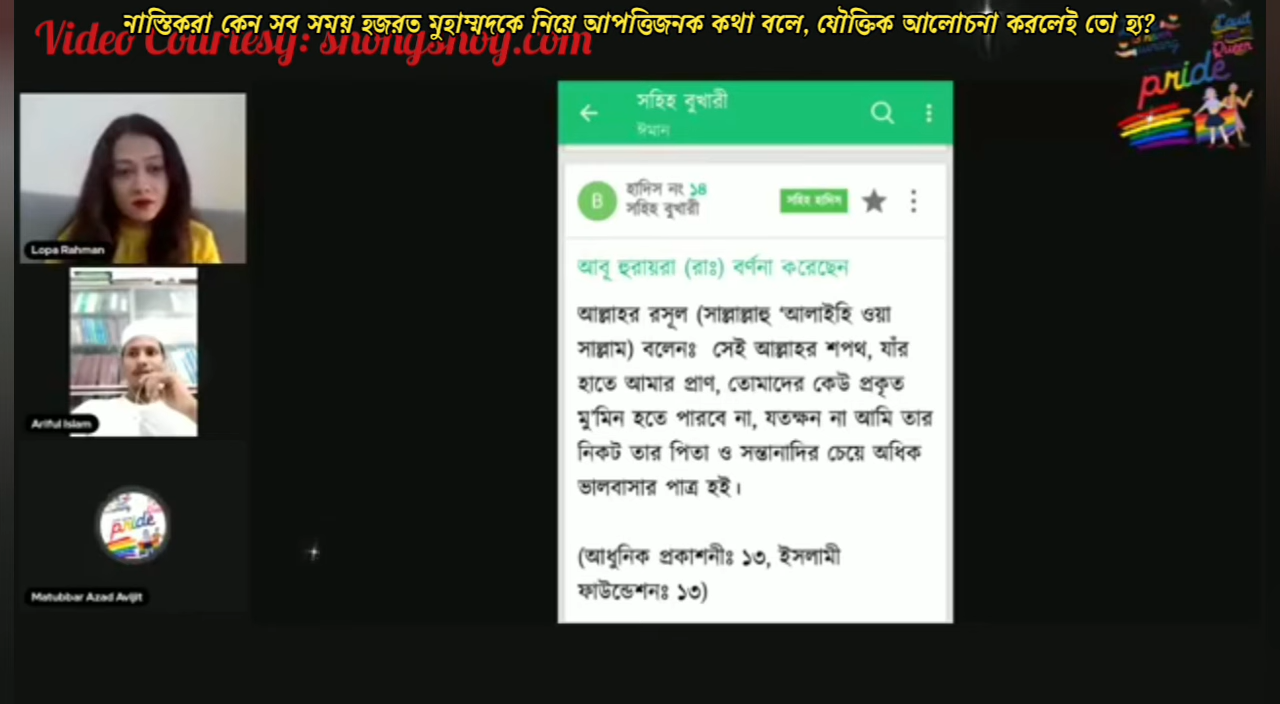 নাস্তিকরা কেন সব সময় হজরত মুহাম্মদকে নিয়ে আপত্তিজনক কথা বলে, যৌক্তিক আলোচনা করলেই তো হ্য?
Video Courtesy: shongshoy.com
Queen
pride
সহিহ বুখারী
ঈমান
B
হাদিস নং ১৪
সহিহ বুখারী
সহিহ হাদিস
আবূ হুরায়রা (রাঃ) বর্ণনা করেছেন
আল্লাহর রসূল (সাল্লাল্লাহু ‘আলাইহি ওয়া
সাল্লাম) বলেনঃ সেই আল্লাহর শপথ, যাঁর
হাতে আমার প্রাণ, তোমাদের কেউ প্রকৃত
মু'মিন হতে পারবে না, যতক্ষন না আমি তার
নিকট তার পিতা ও সন্তানাদির চেয়ে অধিক
ভালবাসার পাত্র হই।
(আধুনিক প্রকাশনীঃ ১৩, ইসলামী
ফাউন্ডেশনঃ ১৩)
Lopa Rahman
Ariful Islam
pride
Matubbar Azad Avijit